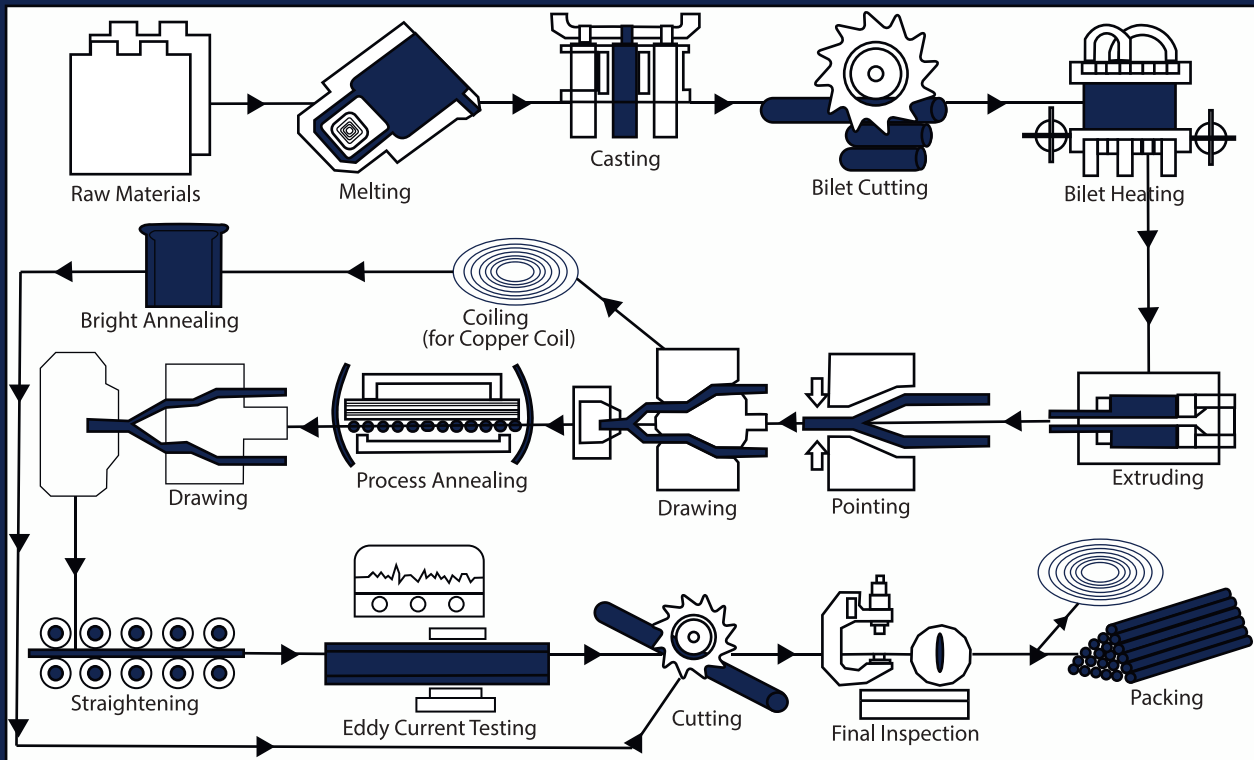 Raw Materials
Melting
Casting
Bilet Cutting
Bilet Heating
Bright Annealing
Coiling
(for Copper Coil)
Drawing
Process Annealing
Drawing
Pointing
Extruding
Straightening
Eddy Current Testing
Cutting
Final Inspection
Packing